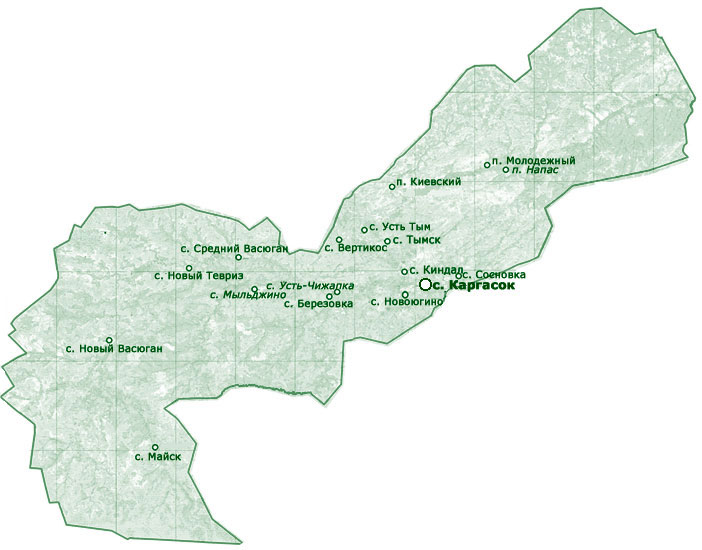 п. Молодежный
п. Напас
п. Киевский
с. Усть Тым
с. Тымск
с. Вертикос
с. Средний Васюган
с. Киндал
с. Сосновка
с. Новый Тевриз
с. Каргасок
с. Усть-Чижапка
с. Мыльджино
с. Березовка
с. Новоюгино
с. Новый Васюган
с. Майск